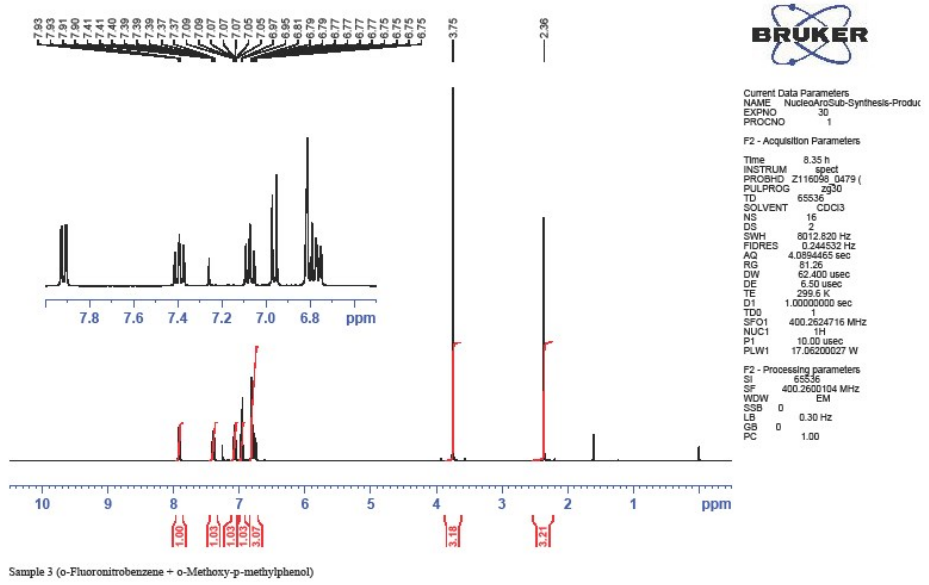 7.93
7.93
7.91
7.90
7.41
7.41
7.40
7.39
7.39
7.39
7.37
7.37
7.09
7.09
7.07
7.07
7.07
7.05
7.05
6.97
6.95
6.81
6.79
6.79
6.77
6.77
6.77
6.77
6.75
6.75
6.75
3.75
2.36
BRUKER
Current Data Parameters
NAME NucleoAroSub-Synthesis-Produc
EXPNO 30
PROCNO 1
F2 - Acquisition Parameters
Time 8.35 h
INSTRUM spect
PROBHD Z116098_0479 (
PULPROG zg30
TD 65536
SOLVENT CDCl3
NS 16
DS 2
SWH 8012.820 Hz
FIDRES 0.244532 Hz
AQ 4.0894465 sec
RG 81.26
DW 62.400 usec
DE 6.50 usec
TE 299.6 K
D1 1.00000000 sec
TD0 1
SFO1 400.2624716 MHz
NUC1 1H
P1 10.00 usec
PLW1 17.06200027 W
F2 - Processing parameters
SI 65536
SF 400.2600104 MHz
WDW EM
SSB 0
LB 0.30 Hz
GB 0
PC 1.00
7.8 7.6 7.4 7.2 7.0 6.8 ppm
10 9 8 7 6 5 4 3 2 1 ppm
1.00
1.03
1.03
1.03
3.07
3.18
3.21
Sample 3 (o-Fluoronitrobenzene + o-Methoxy-p-methylphenol)